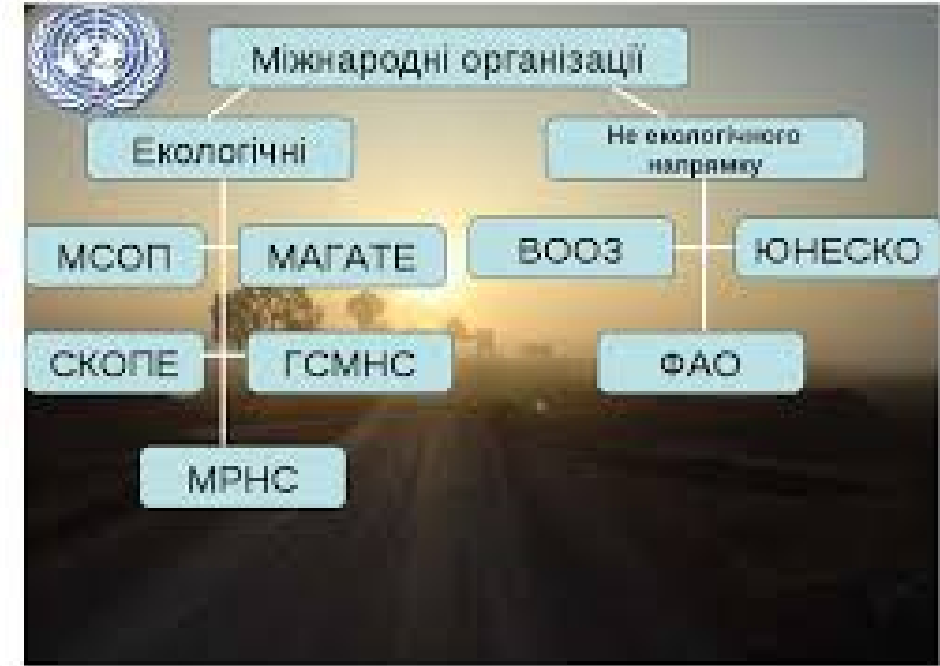 Міжнародні організації
Екологічні
Не екологічного
напрямку
МСОП
МАГАТЕ
ВООЗ
ЮНЕСКО
СКОПЕ
ГСМНС
ФАО
МРНС